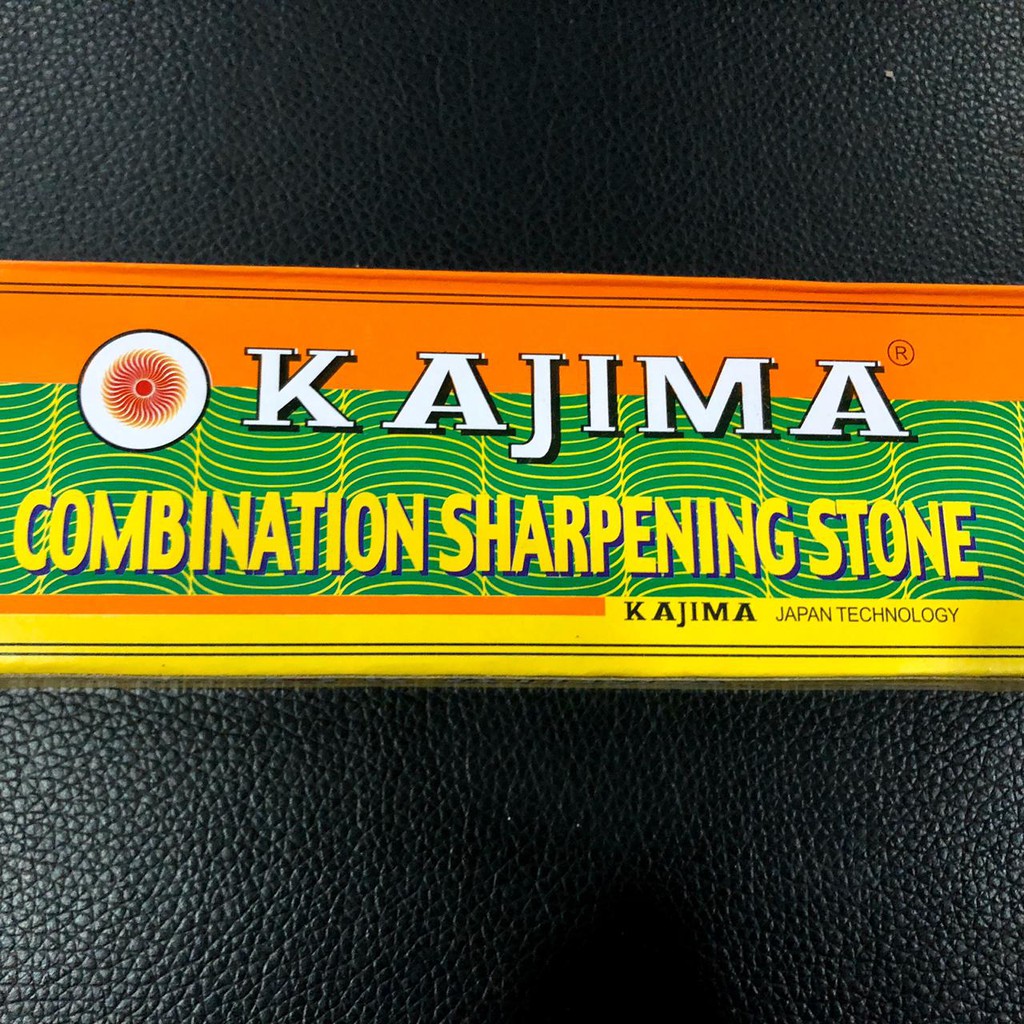 KAJIMA®
COMBINATION SHARPENING STONE
KAJIMA JAPAN TECHNOLOGY